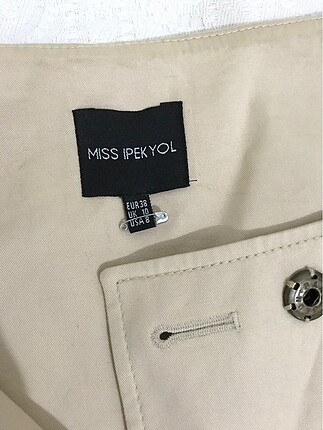 MISS IPEKYOL
EUR 38
UK 10
USA 8